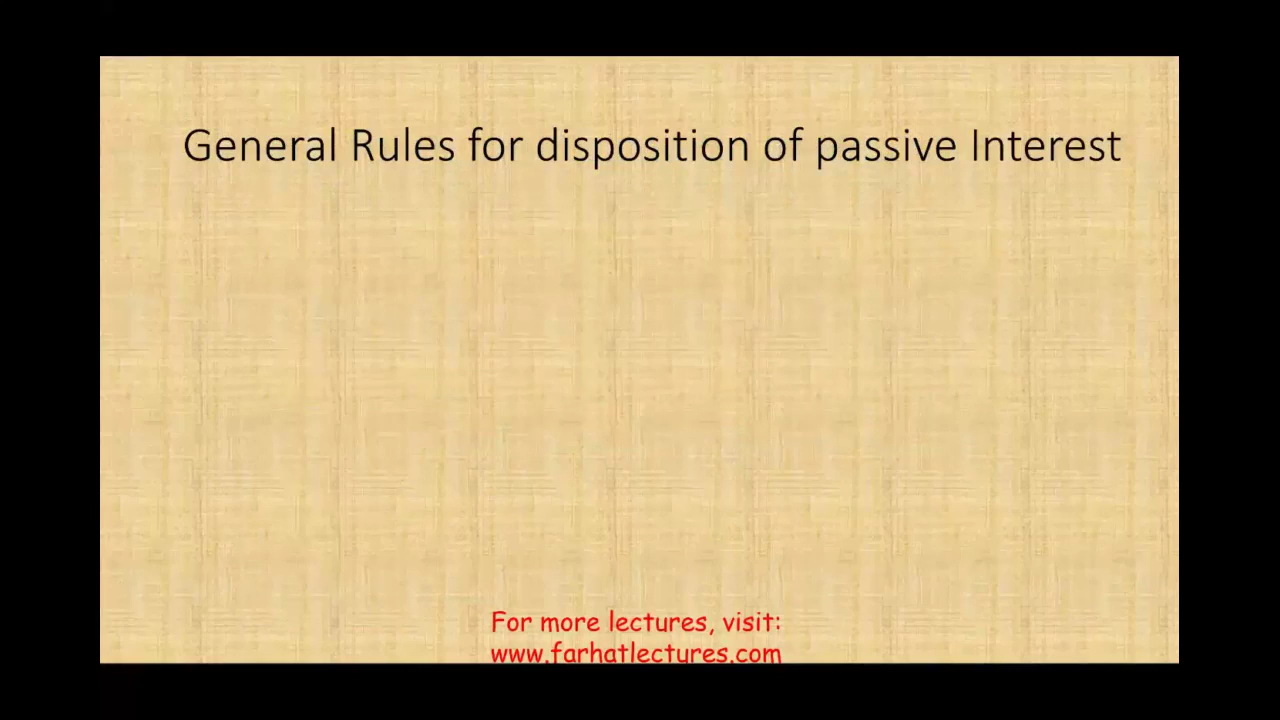 General Rules for disposition of passive Interest
For more lectures, visit:
www.farhatlectures.com